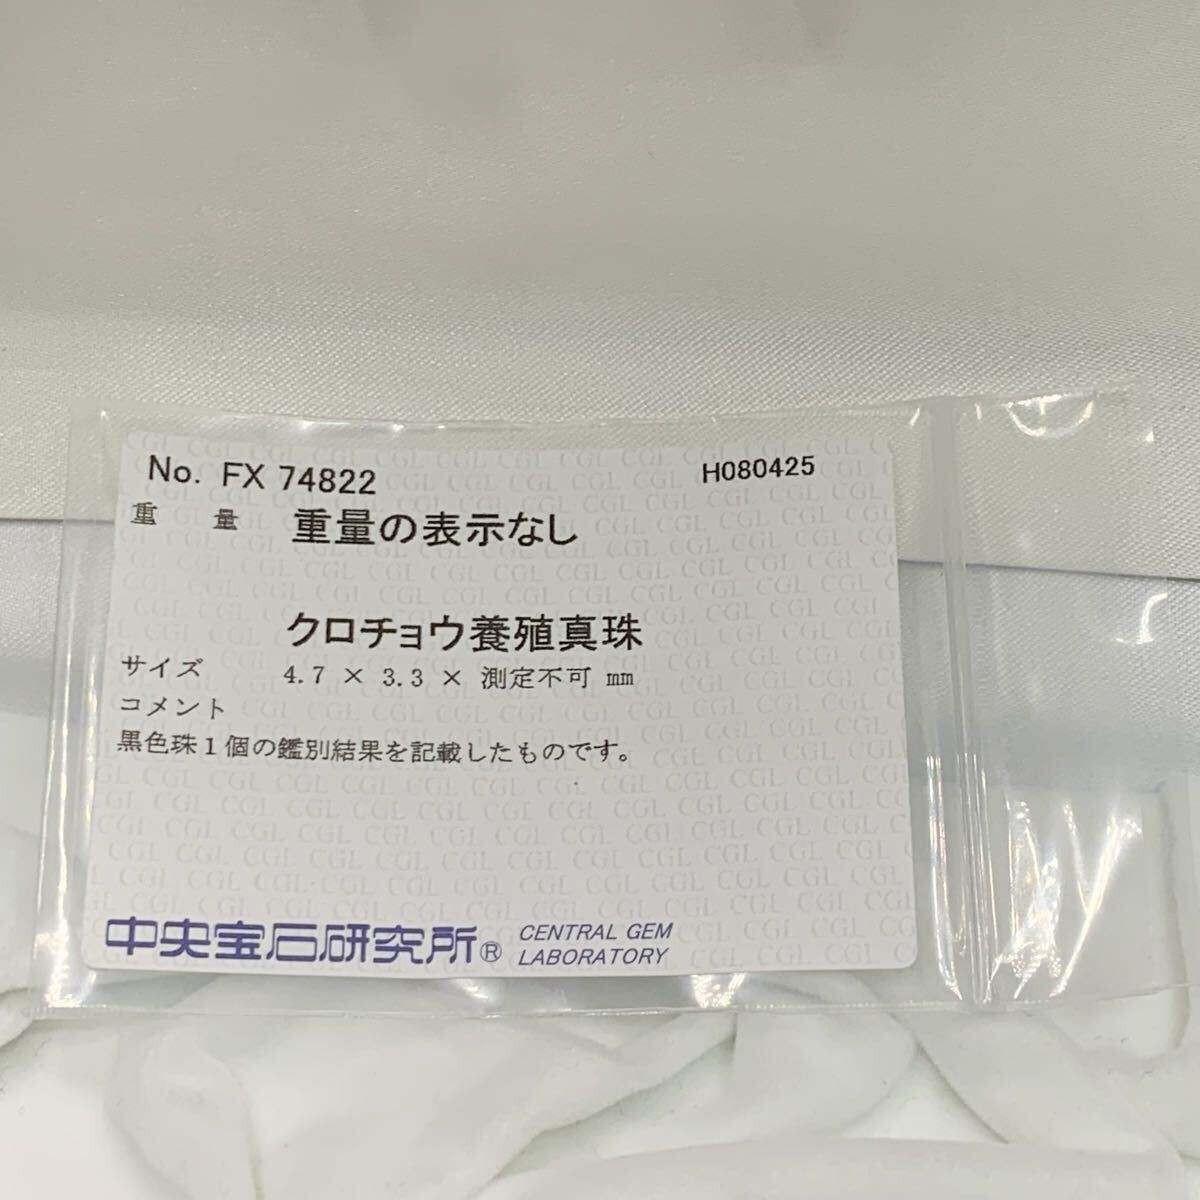 No. FX 74822 H080425
重 量 重量の表示なし
クロチョウ養殖真珠
サイズ 4.7 × 3.3 × 測定不可 mm
コメント
黒色珠１個の鑑別結果を記載したものです。
中央宝石研究所® CENTRAL GEM
LABORATORY